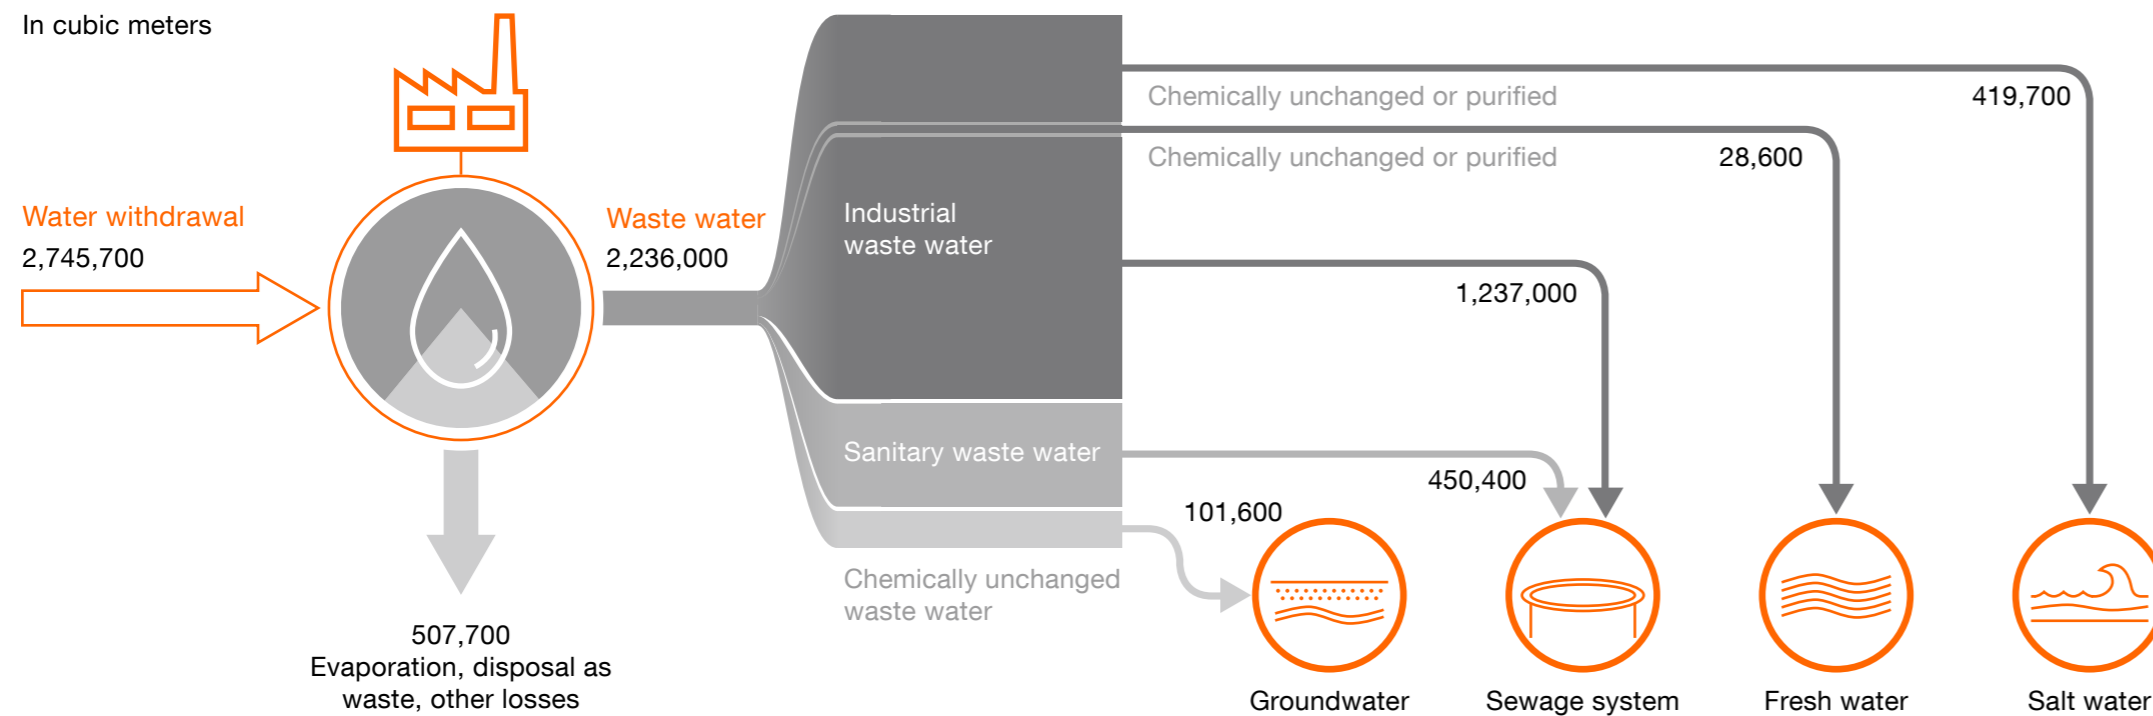 In cubic meters
Water withdrawal
2,745,700
Waste water
2,236,000
507,700
Evaporation, disposal as
waste, other losses
Industrial
waste water
Sanitary waste water
Chemically unchanged
waste water
Chemically unchanged or purified
419,700
Chemically unchanged or purified
28,600
1,237,000
450,400
101,600
Groundwater
Sewage system
Fresh water
Salt water